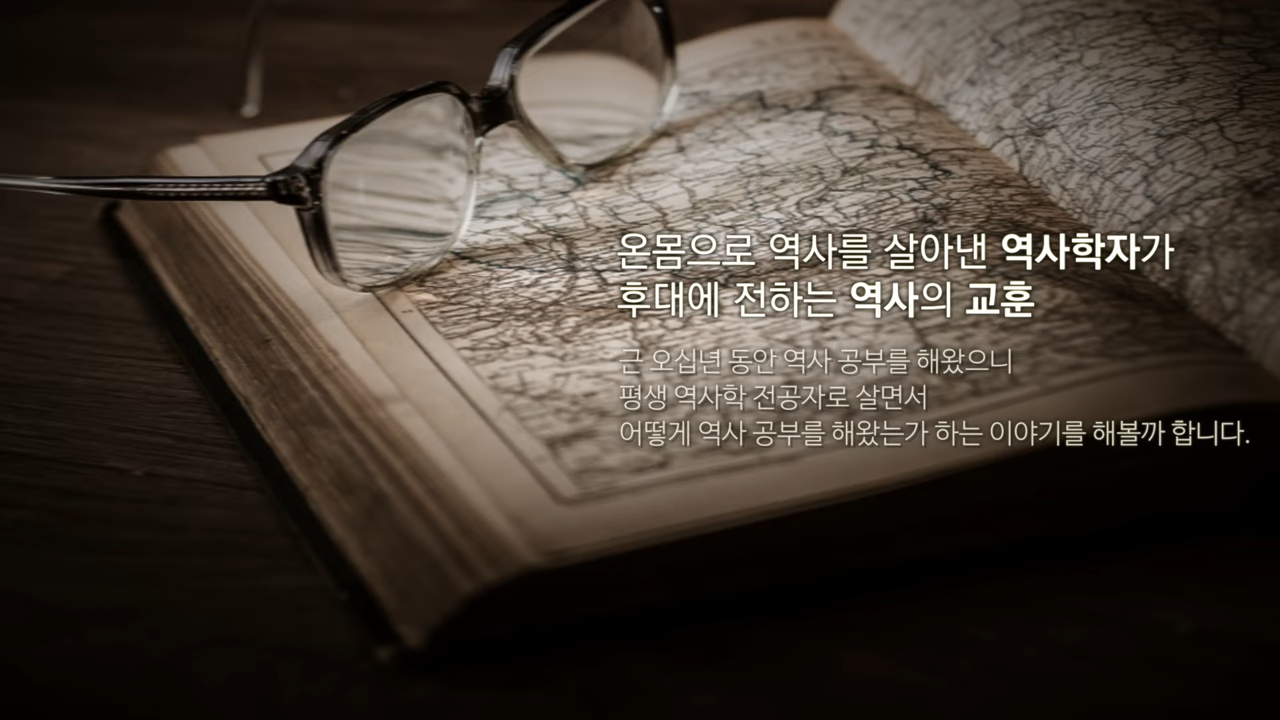 온몸으로 역사를 살아낸 역사학자가
후대에 전하는 역사의 교훈
근 오십년 동안 역사 공부를 해왔으니
평생 역사학 전공자로 살면서
어떻게 역사 공부를 해왔는가 하는 이야기를 해볼까 합니다.